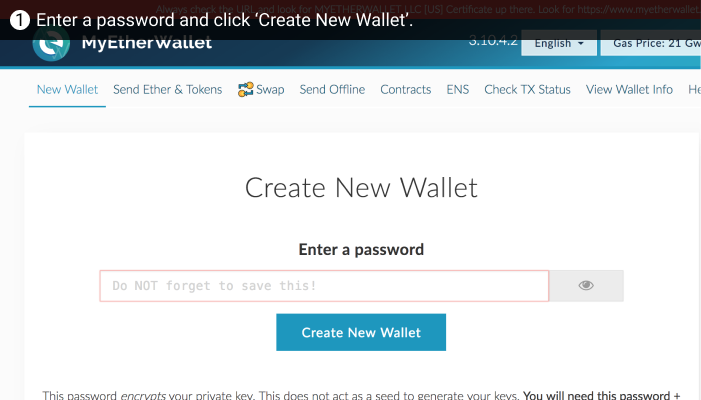 Always check the URL and look for MYETHERWALLET LLC [US] Certificate up there. Look for https://www.myetherwallet
1 Enter a password and click ‘Create New Wallet’.
MyEtherWallet 3.10.4.2 English Gas Price: 21 Gw
New Wallet Send Ether & Tokens Swap Send Offline Contracts ENS Check TX Status View Wallet Info He
Create New Wallet
Enter a password
Do NOT forget to save this!
Create New Wallet
This password encrypts your private key. This does not act as a seed to generate your keys. You will need this password +